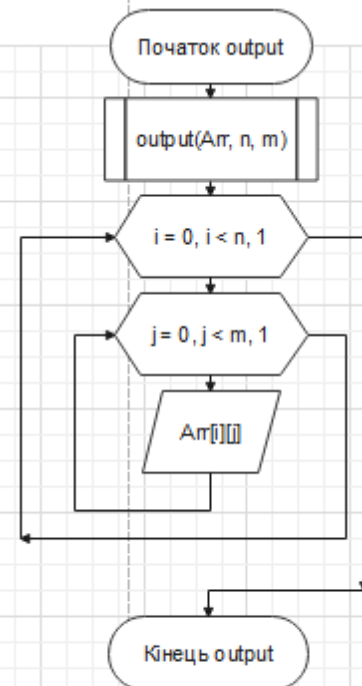 Початок output
output(Arr, n, m)
i = 0, i < n, 1
j = 0, j < m, 1
Arr[i][j]
Кінець output